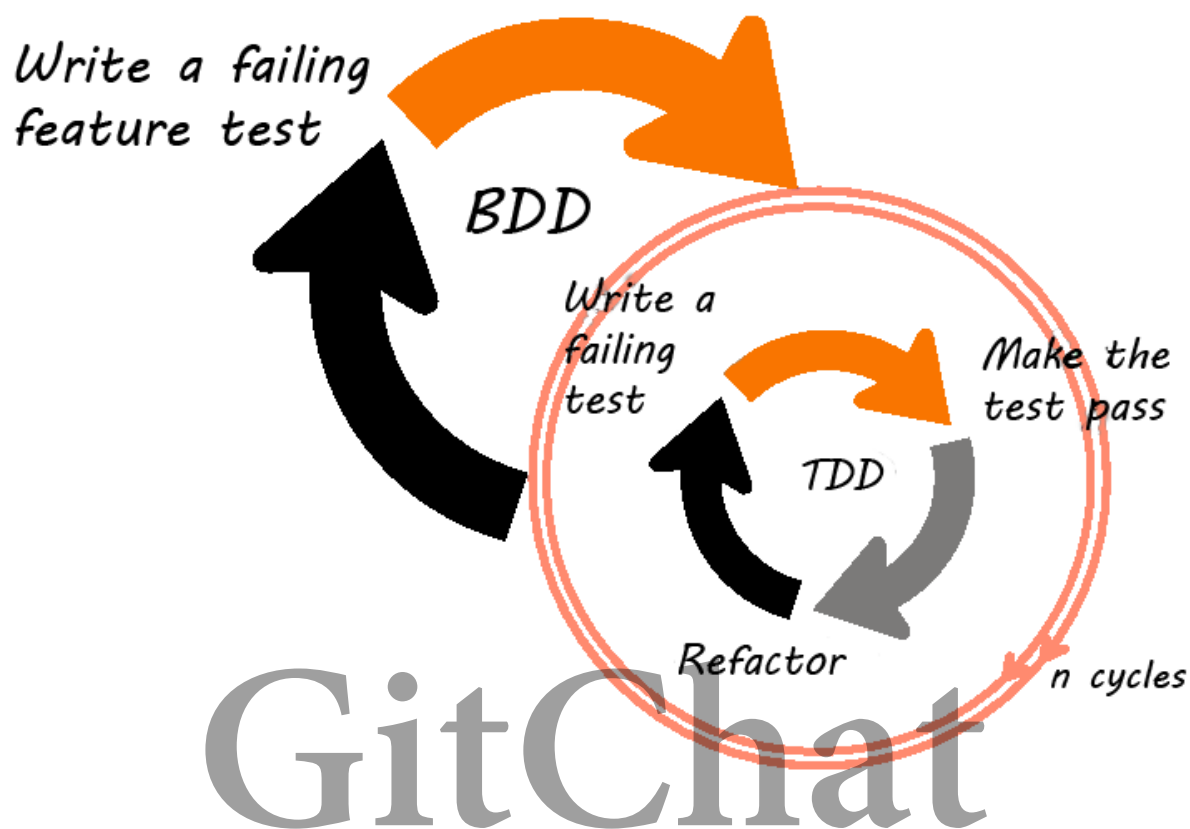 Write a failing
feature test
BDD
Write a
failing
test
Make the
test pass
TDD
Refactor
n cycles
GitChat